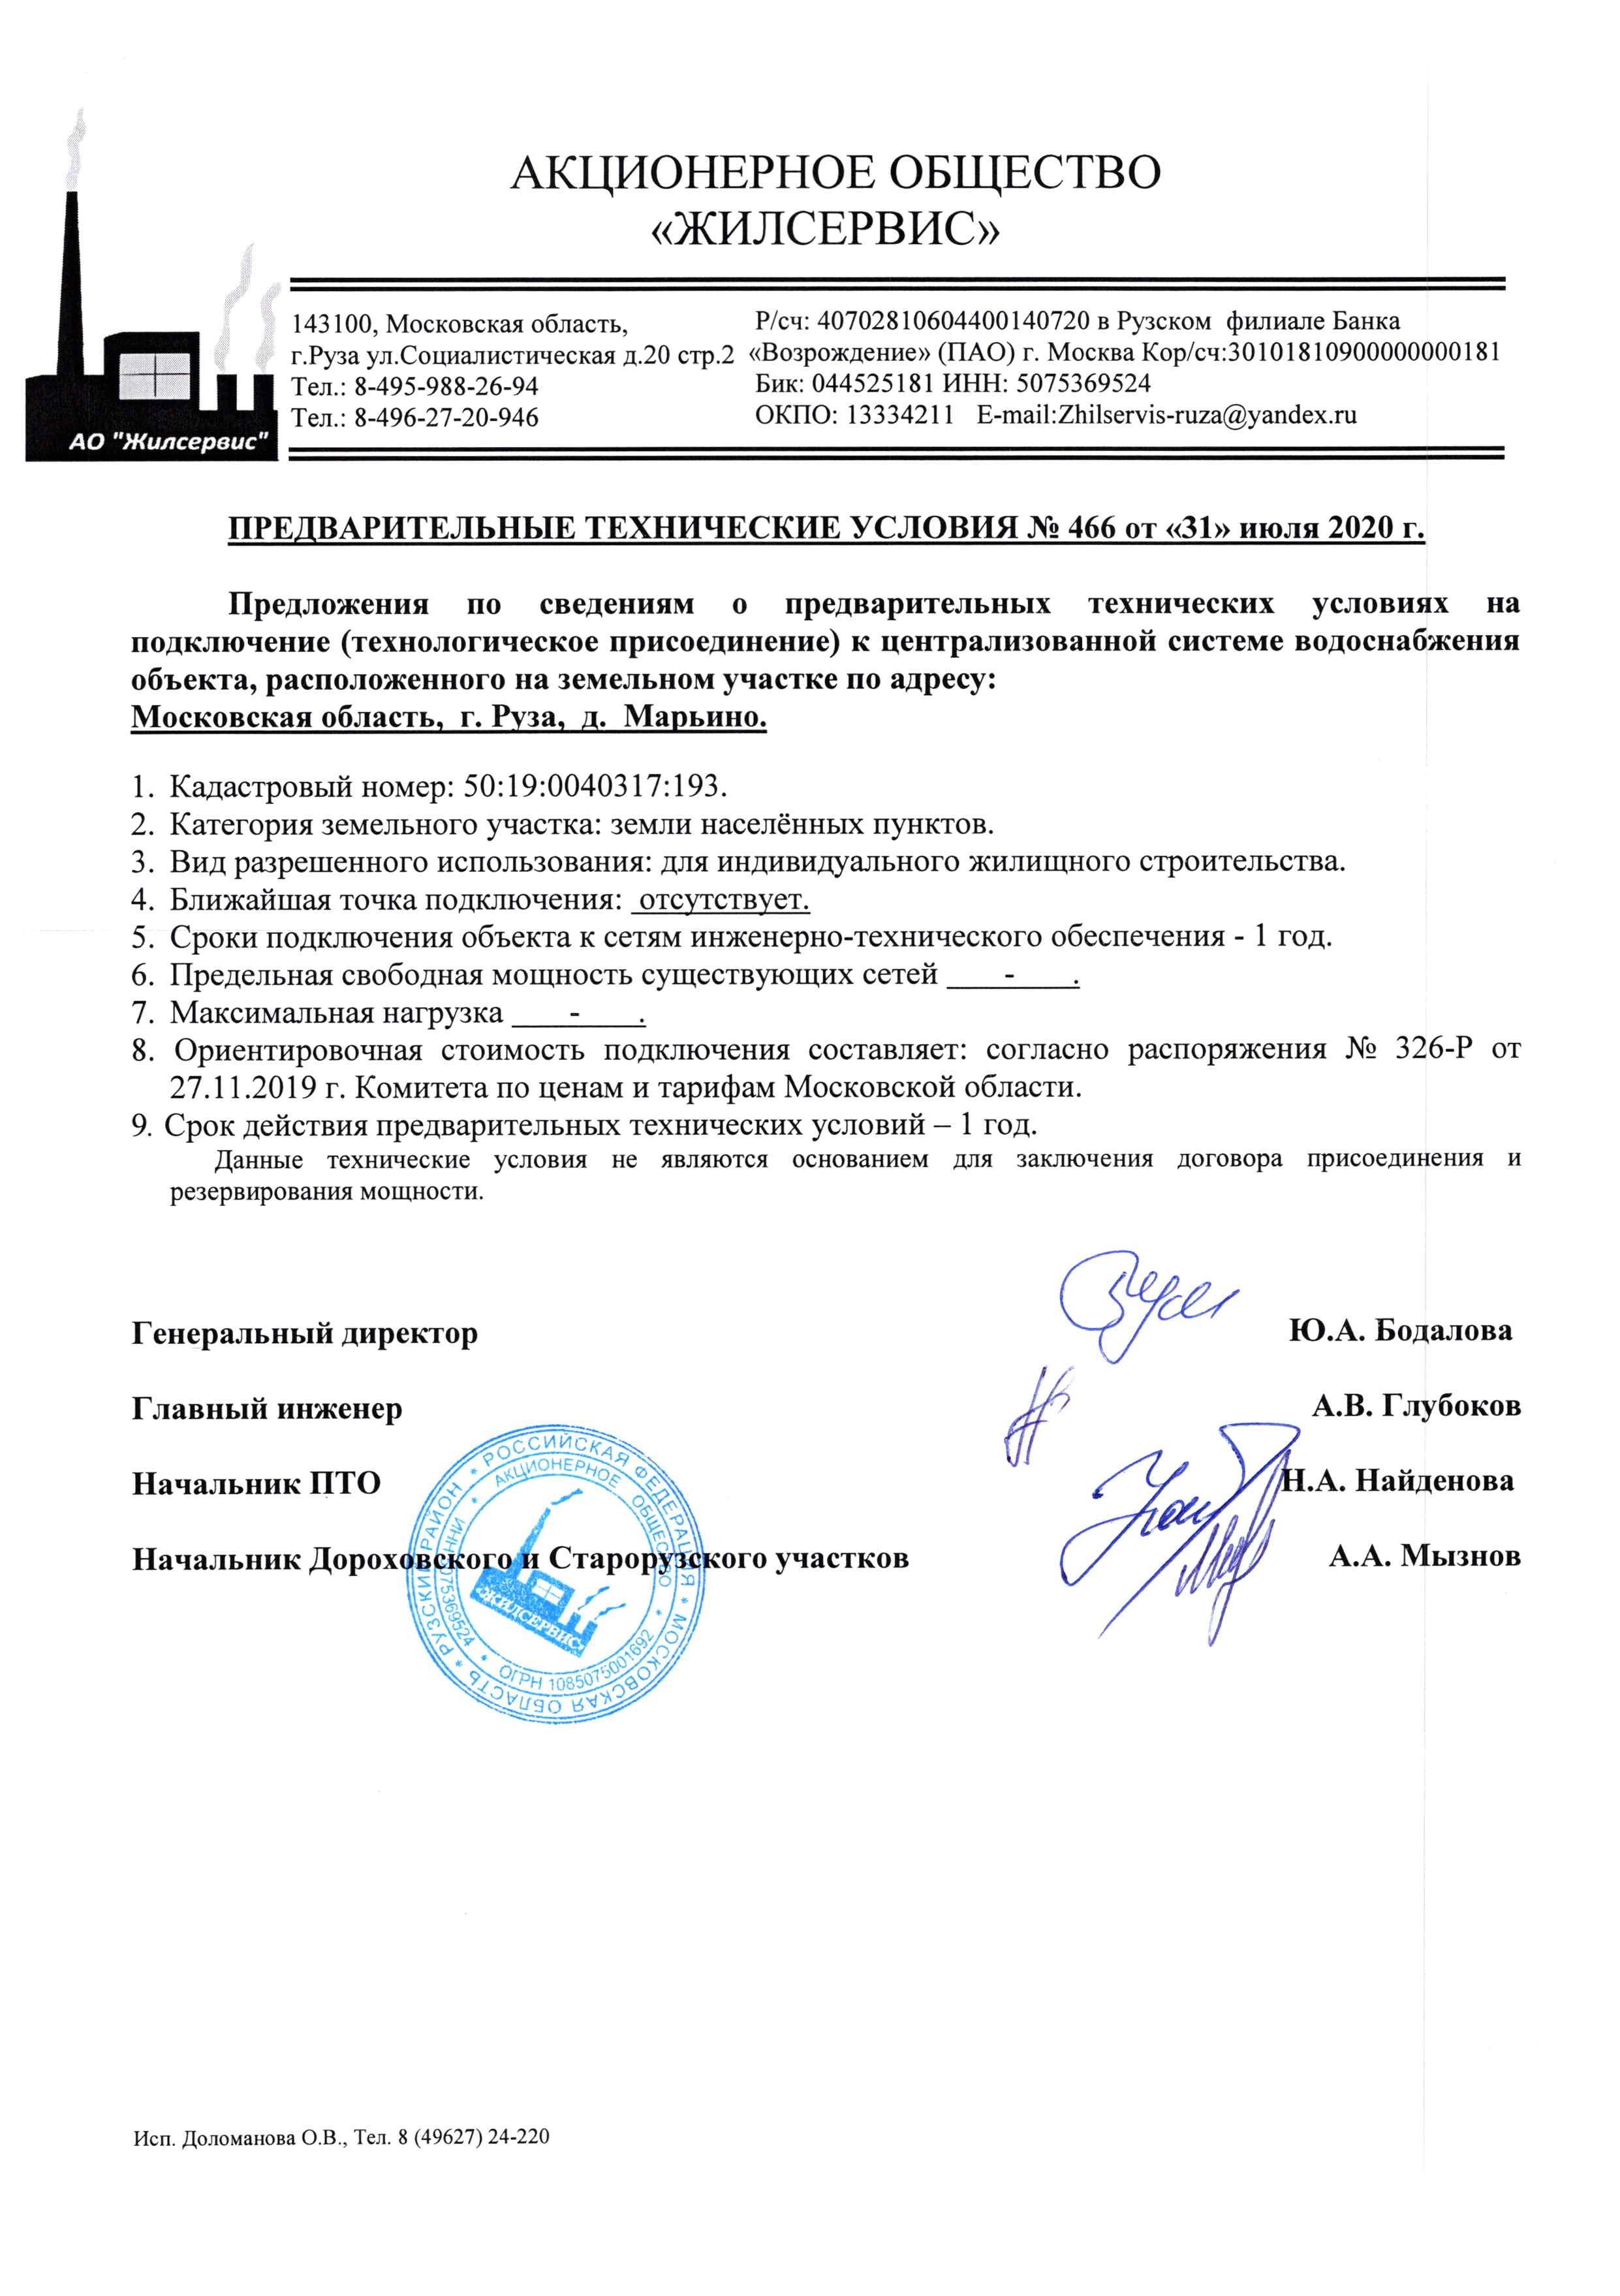 АКЦИОНЕРНОЕ ОБЩЕСТВО
«ЖИЛСЕРВИС»
АО "Жилсервис"
143100, Московская область,
г.Руза ул.Социалистическая д.20 стр.2
Тел.: 8-495-988-26-94
Тел.: 8-496-27-20-946
Р/сч: 40702810604400140720 в Рузском филиале Банка
«Возрождение» (ПАО) г. Москва Кор/сч:30101810900000000181
Бик: 044525181 ИНН: 5075369524
ОКПО: 13334211 E-mail:Zhilservis-ruza@yandex.ru
ПРЕДВАРИТЕЛЬНЫЕ ТЕХНИЧЕСКИЕ УСЛОВИЯ № 466 от «31» июля 2020 г.
Предложения по сведениям о предварительных технических условиях на
подключение (технологическое присоединение) к централизованной системе водоснабжения
объекта, расположенного на земельном участке по адресу:
Московская область, г. Руза, д. Марьино.
1. Кадастровый номер: 50:19:0040317:193.
2. Категория земельного участка: земли населённых пунктов.
3. Вид разрешенного использования: для индивидуального жилищного строительства.
4. Ближайшая точка подключения: отсутствует.
5. Сроки подключения объекта к сетям инженерно-технического обеспечения - 1 год.
6. Предельная свободная мощность существующих сетей ____-____.
7. Максимальная нагрузка ____-____.
8. Ориентировочная стоимость подключения составляет: согласно распоряжения № 326-Р от
27.11.2019 г. Комитета по ценам и тарифам Московской области.
9. Срок действия предварительных технических условий – 1 год.
Данные технические условия не являются основанием для заключения договора присоединения и
резервирования мощности.
Генеральный директор Ю.А. Бодалова
Главный инженер А.В. Глубоков
Начальник ПТО Н.А. Найденова
Начальник Дороховского и Старорузского участков А.А. Мызнов
* РОССИЙСКАЯ ФЕДЕРАЦИЯ * МОСКОВСКАЯ ОБЛАСТЬ * РУЗСКИЙ РАЙОН
АКЦИОНЕРНОЕ ОБЩЕСТВО * ОГРН 1085075001692 * ИНН 5075369524 *
ЖИЛСЕРВИС
Исп. Доломанова О.В., Тел. 8 (49627) 24-220